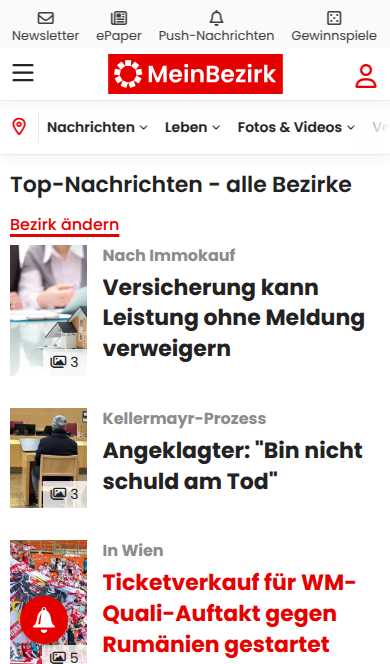 Newsletter ePaper Push-Nachrichten Gewinnspiele
MeinBezirk
Nachrichten Leben Fotos & Videos
Top-Nachrichten - alle Bezirke
Bezirk ändern
Nach Immokauf
Versicherung kann
Leistung ohne Meldung
verweigern
3
Kellermayr-Prozess
Angeklagter: "Bin nicht
schuld am Tod"
3
In Wien
Ticketverkauf für WM-
Quali-Auftakt gegen
Rumänien gestartet
5